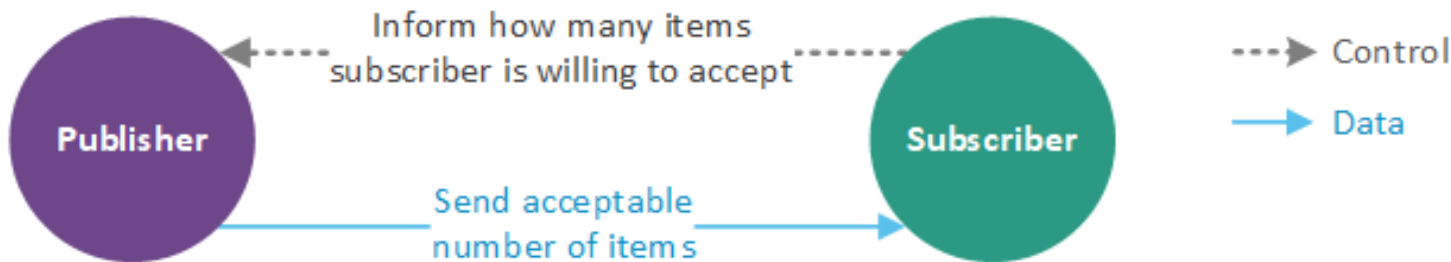 Inform how many items
subscriber is willing to accept
Publisher
Subscriber
Send acceptable
number of items
Control
Data